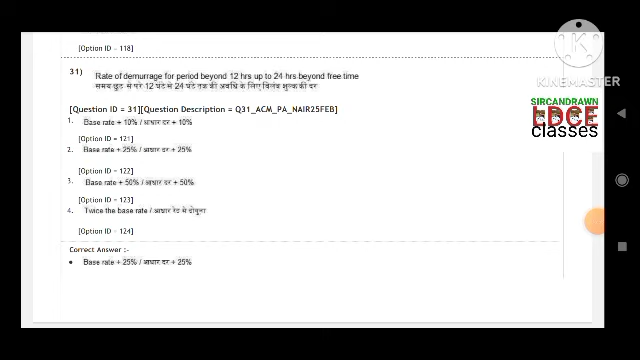 [Option ID = 118]
31) Rate of demurrage for period beyond 12 hrs up to 24 hrs beyond free time
समय छूट से परे 12 घंटे से 24 घंटे तक की अवधि के लिए विलंब शुल्क की दर
[Question ID = 31][Question Description = Q31_ACM_PA_NAIR25FEB]
1. Base rate + 10% / आधार दर + 10%
[Option ID = 121]
2. Base rate + 25% / आधार दर + 25%
[Option ID = 122]
3. Base rate + 50% / आधार दर + 50%
[Option ID = 123]
4. Twice the base rate / आधार रेट से दोगुना
[Option ID = 124]
Correct Answer :-
• Base rate + 25% / आधार दर + 25%
KINEMASTER
SIRCANDRAWN
LDCE
classes